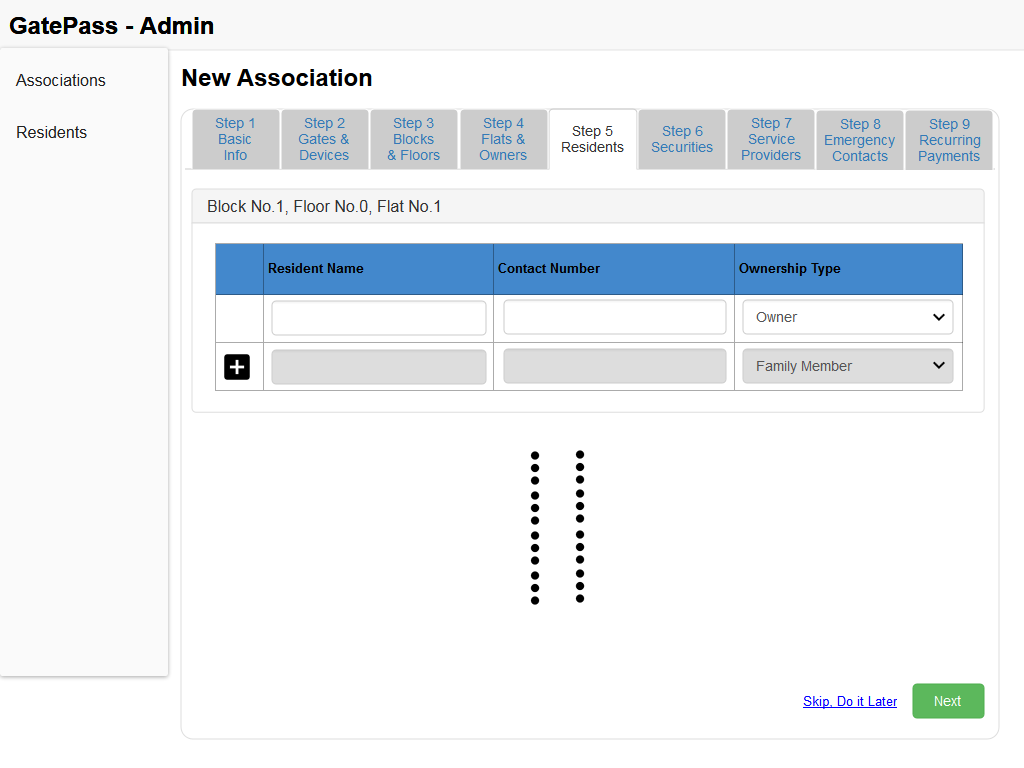 GatePass - Admin
Associations
Residents
New Association
Step 1
Basic
Info
Step 2
Gates &
Devices
Step 3
Blocks
& Floors
Step 4
Flats &
Owners
Step 5
Residents
Step 6
Securities
Step 7
Service
Providers
Step 8
Emergency
Contacts
Step 9
Recurring
Payments
Block No.1, Floor No.0, Flat No.1
Resident Name Contact Number Ownership Type
Owner
Family Member
Skip, Do it Later Next